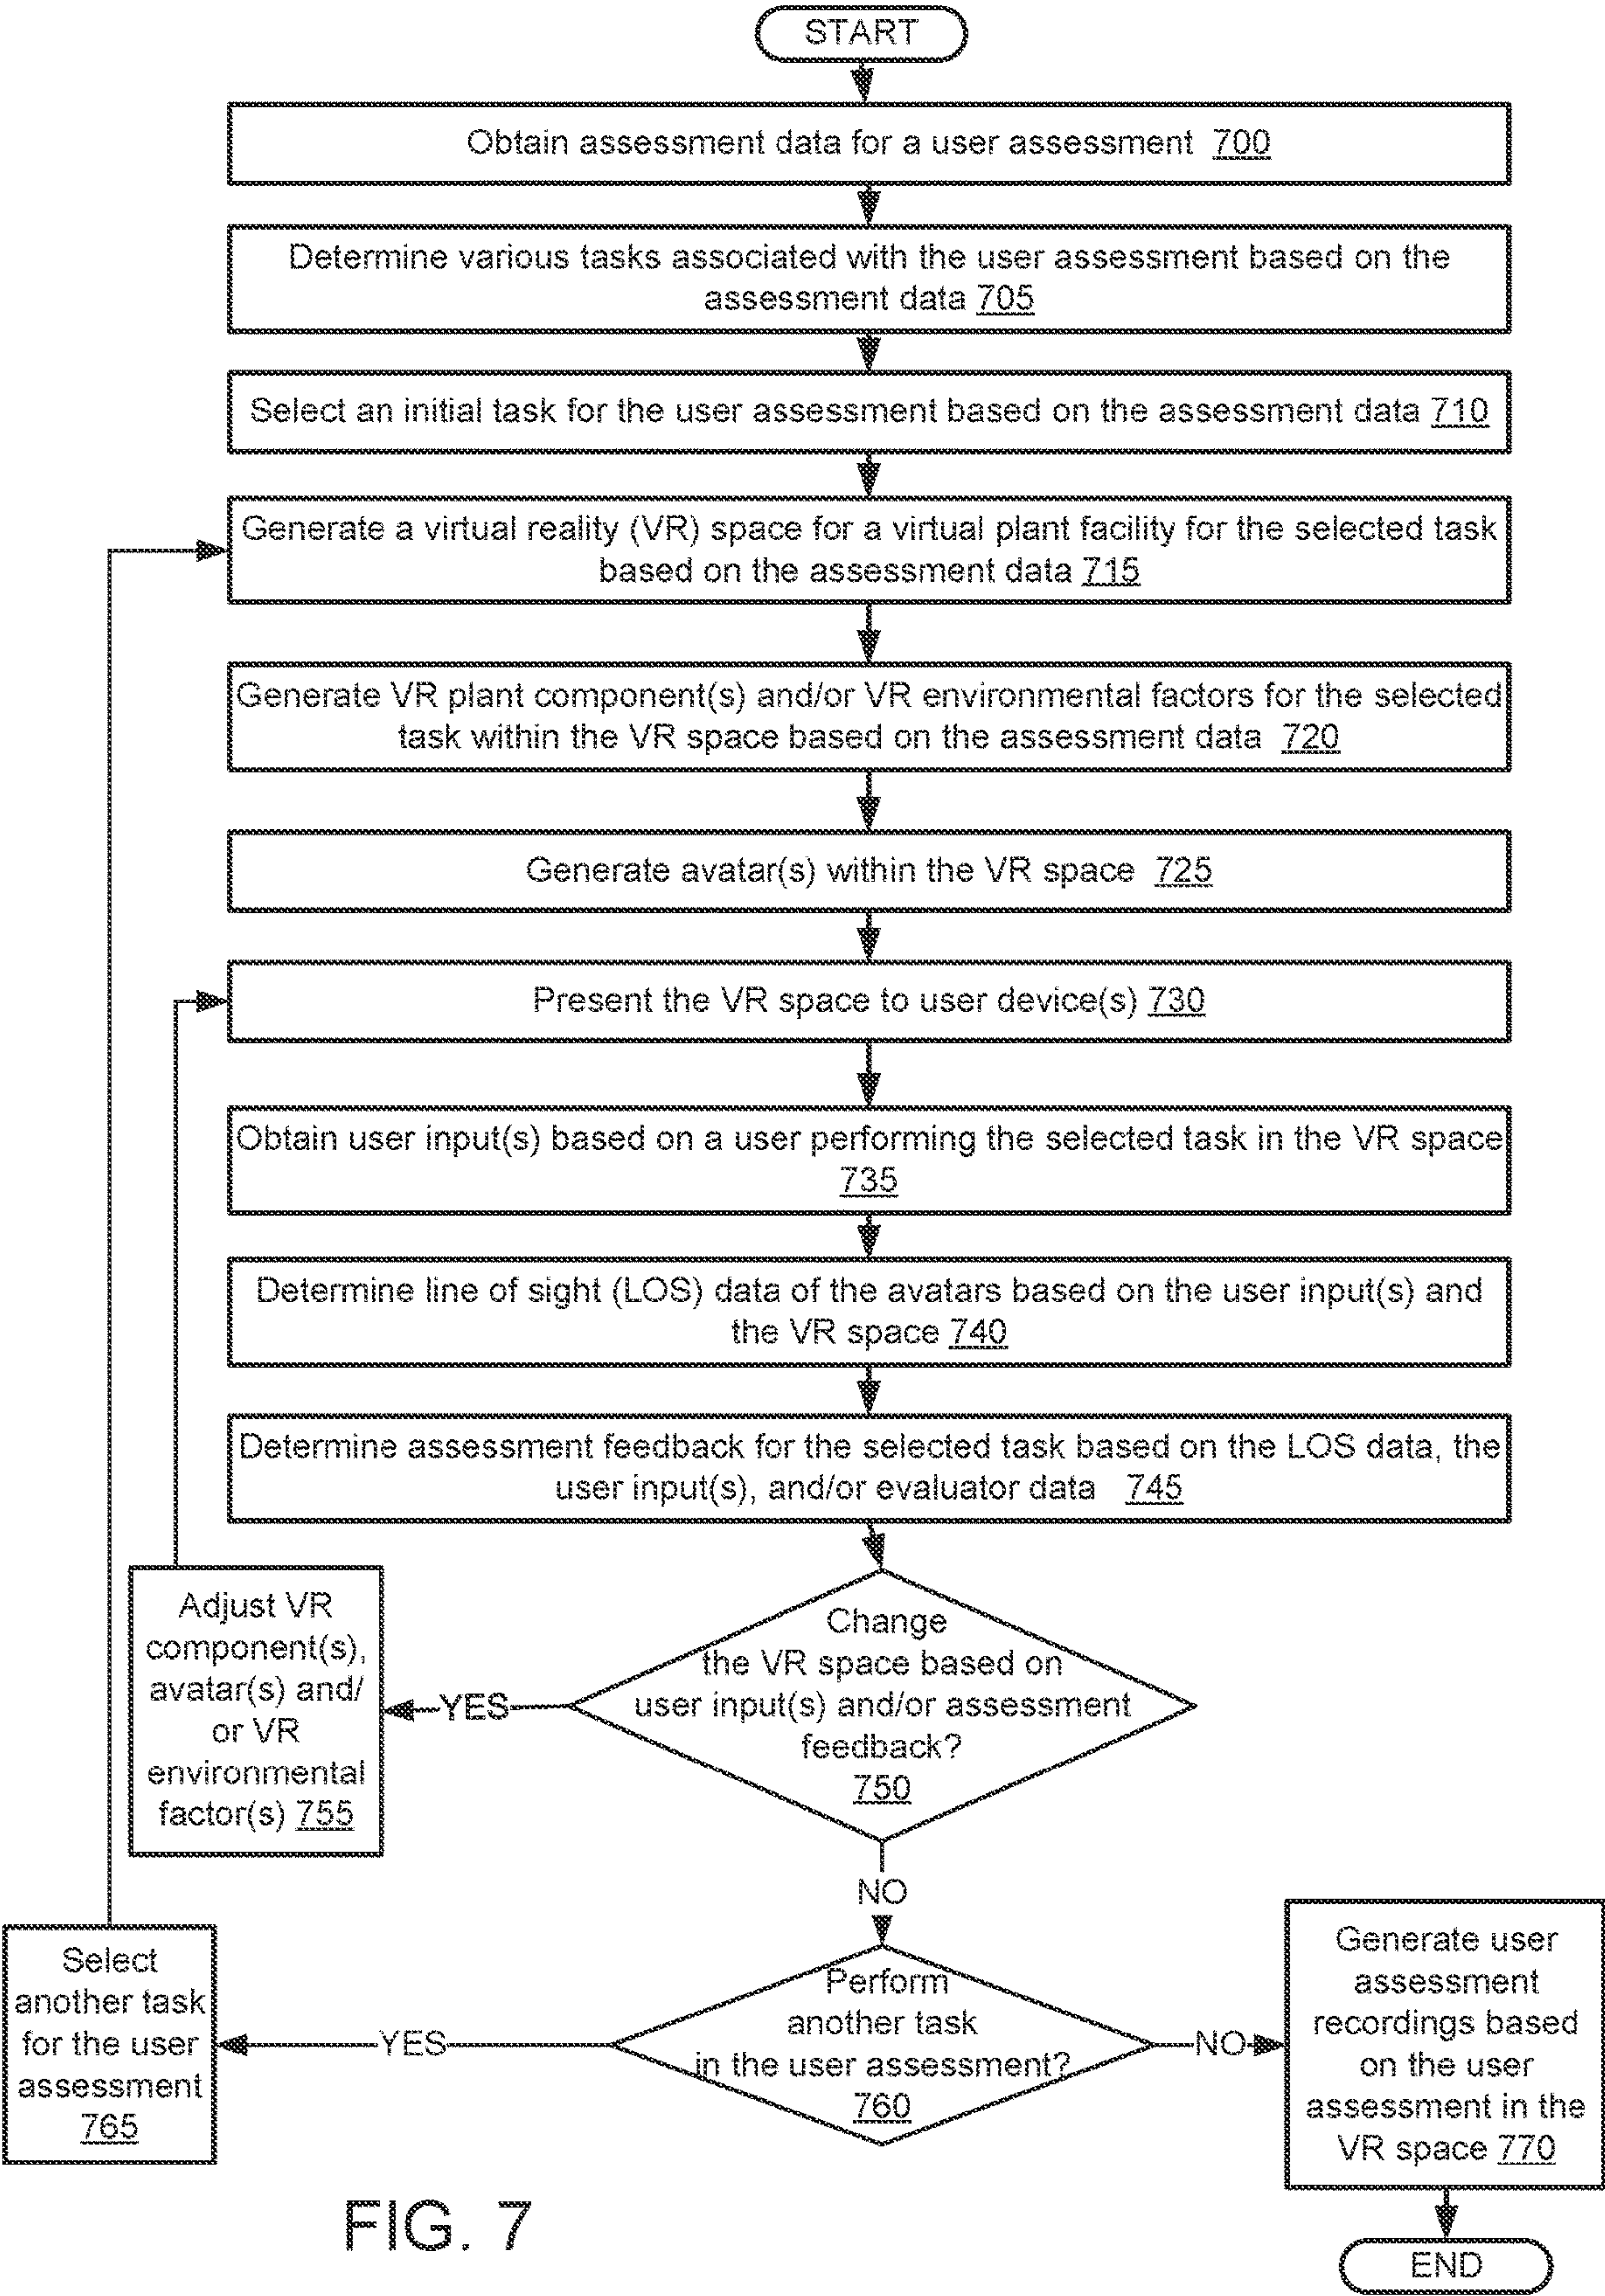 START
Obtain assessment data for a user assessment 700
Determine various tasks associated with the user assessment based on the
assessment data 705
Select an initial task for the user assessment based on the assessment data 710
Generate a virtual reality (VR) space for a virtual plant facility for the selected task
based on the assessment data 715
Generate VR plant component(s) and/or VR environmental factors for the selected
task within the VR space based on the assessment data 720
Generate avatar(s) within the VR space 725
Present the VR space to user device(s) 730
Obtain user input(s) based on a user performing the selected task in the VR space
735
Determine line of sight (LOS) data of the avatars based on the user input(s) and
the VR space 740
Determine assessment feedback for the selected task based on the LOS data, the
user input(s), and/or evaluator data 745
Change
the VR space based on
user input(s) and/or assessment
feedback?
750
YES
Adjust VR
component(s),
avatar(s) and/
or VR
environmental
factor(s) 755
NO
Perform
another task
in the user assessment?
760
YES
Select
another task
for the user
assessment
765
NO
Generate user
assessment
recordings based
on the user
assessment in the
VR space 770
END
FIG. 7